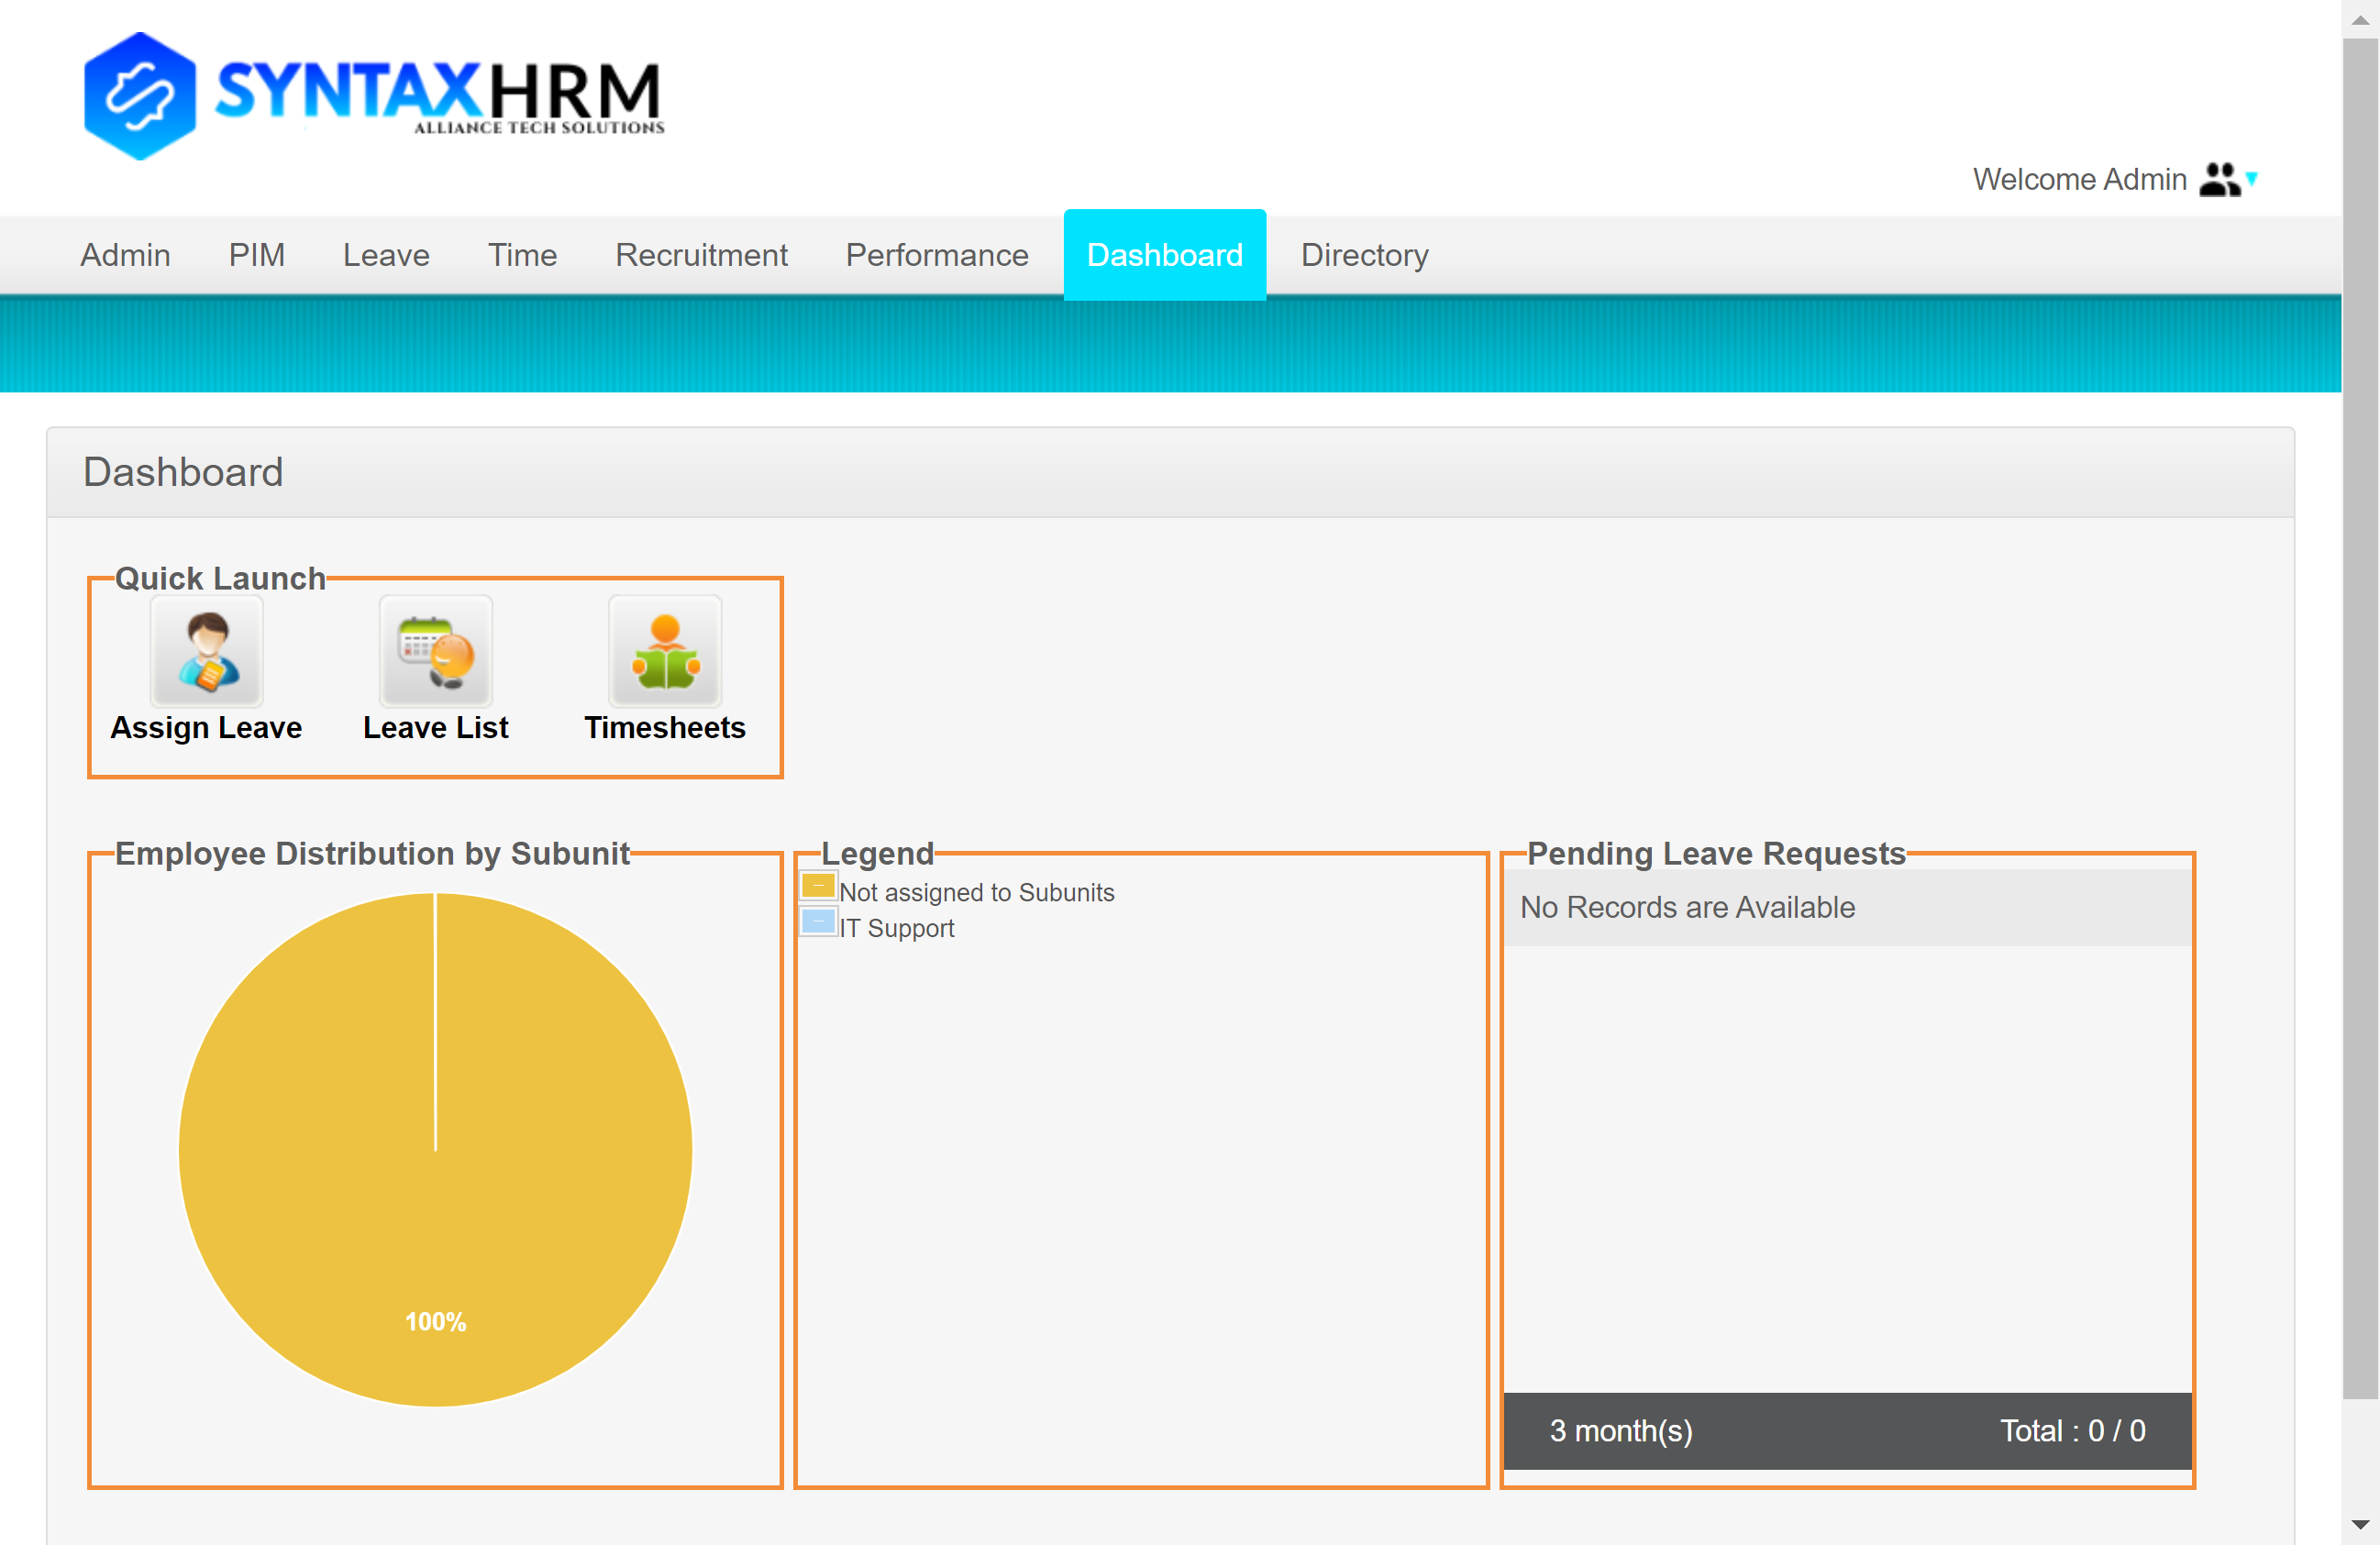 SYNTAXHRM
ALLIANCE TECH SOLUTIONS
Welcome Admin
Admin PIM Leave Time Recruitment Performance Dashboard Directory
Dashboard
Quick Launch
Assign Leave Leave List Timesheets
Employee Distribution by Subunit
100%
Legend
Not assigned to Subunits
IT Support
Pending Leave Requests
No Records are Available
3 month(s) Total : 0 / 0